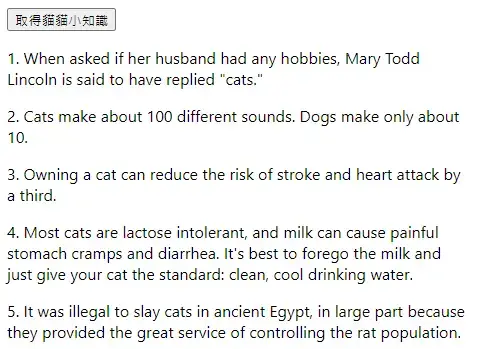 取得貓貓小知識
1. When asked if her husband had any hobbies, Mary Todd
Lincoln is said to have replied "cats."
2. Cats make about 100 different sounds. Dogs make only about
10.
3. Owning a cat can reduce the risk of stroke and heart attack by
a third.
4. Most cats are lactose intolerant, and milk can cause painful
stomach cramps and diarrhea. It's best to forego the milk and
just give your cat the standard: clean, cool drinking water.
5. It was illegal to slay cats in ancient Egypt, in large part because
they provided the great service of controlling the rat population.